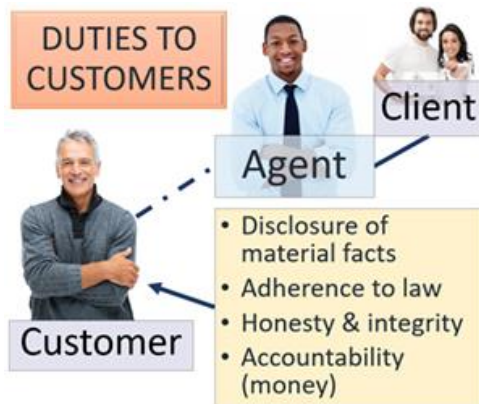 DUTIES TO
CUSTOMERS
Client
Agent
Customer
• Disclosure of
material facts
• Adherence to law
• Honesty & integrity
• Accountability
(money)